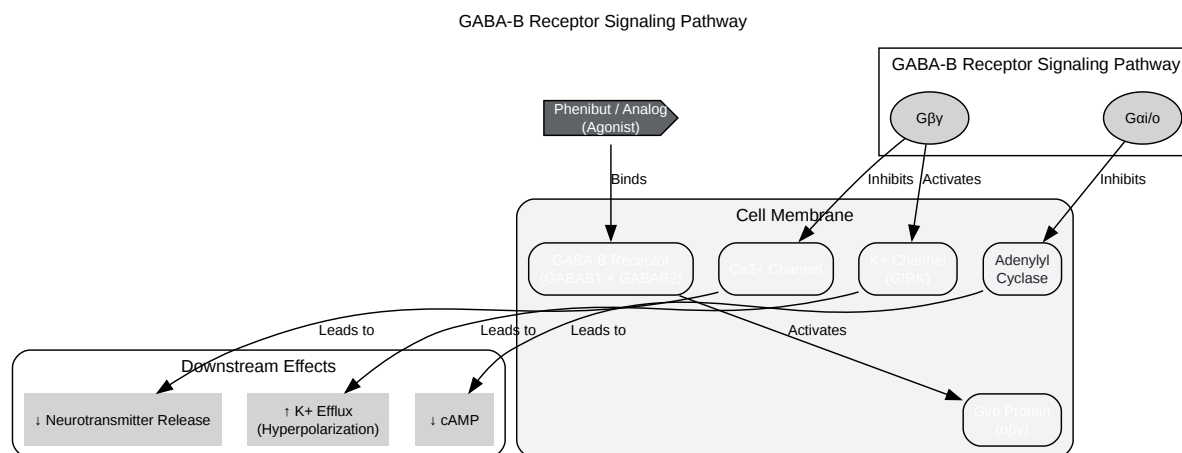 GABA-B Receptor Signaling Pathway
GABA-B Receptor Signaling Pathway
Gβγ
Gαi/o
Phenibut / Analog
(Agonist)
Binds
Inhibits
Activates
Inhibits
Cell Membrane
GABA-B Receptor
(GABAB1 + GABAB2)
Ca2+ Channel
K+ Channel
(GIRK)
Adenylyl
Cyclase
Leads to
Leads to
Leads to
Activates
Downstream Effects
↓ Neurotransmitter Release
↑ K+ Efflux
(Hyperpolarization)
↓ cAMP
Gi/o Protein
(αβγ)